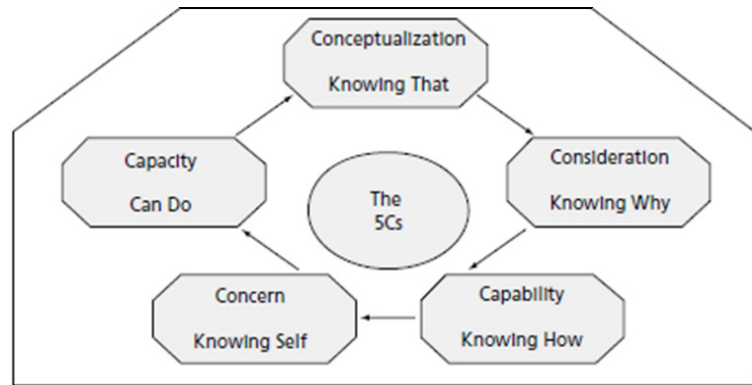 Conceptualization
Knowing That
Consideration
Knowing Why
Capability
Knowing How
Concern
Knowing Self
Capacity
Can Do
The
5Cs